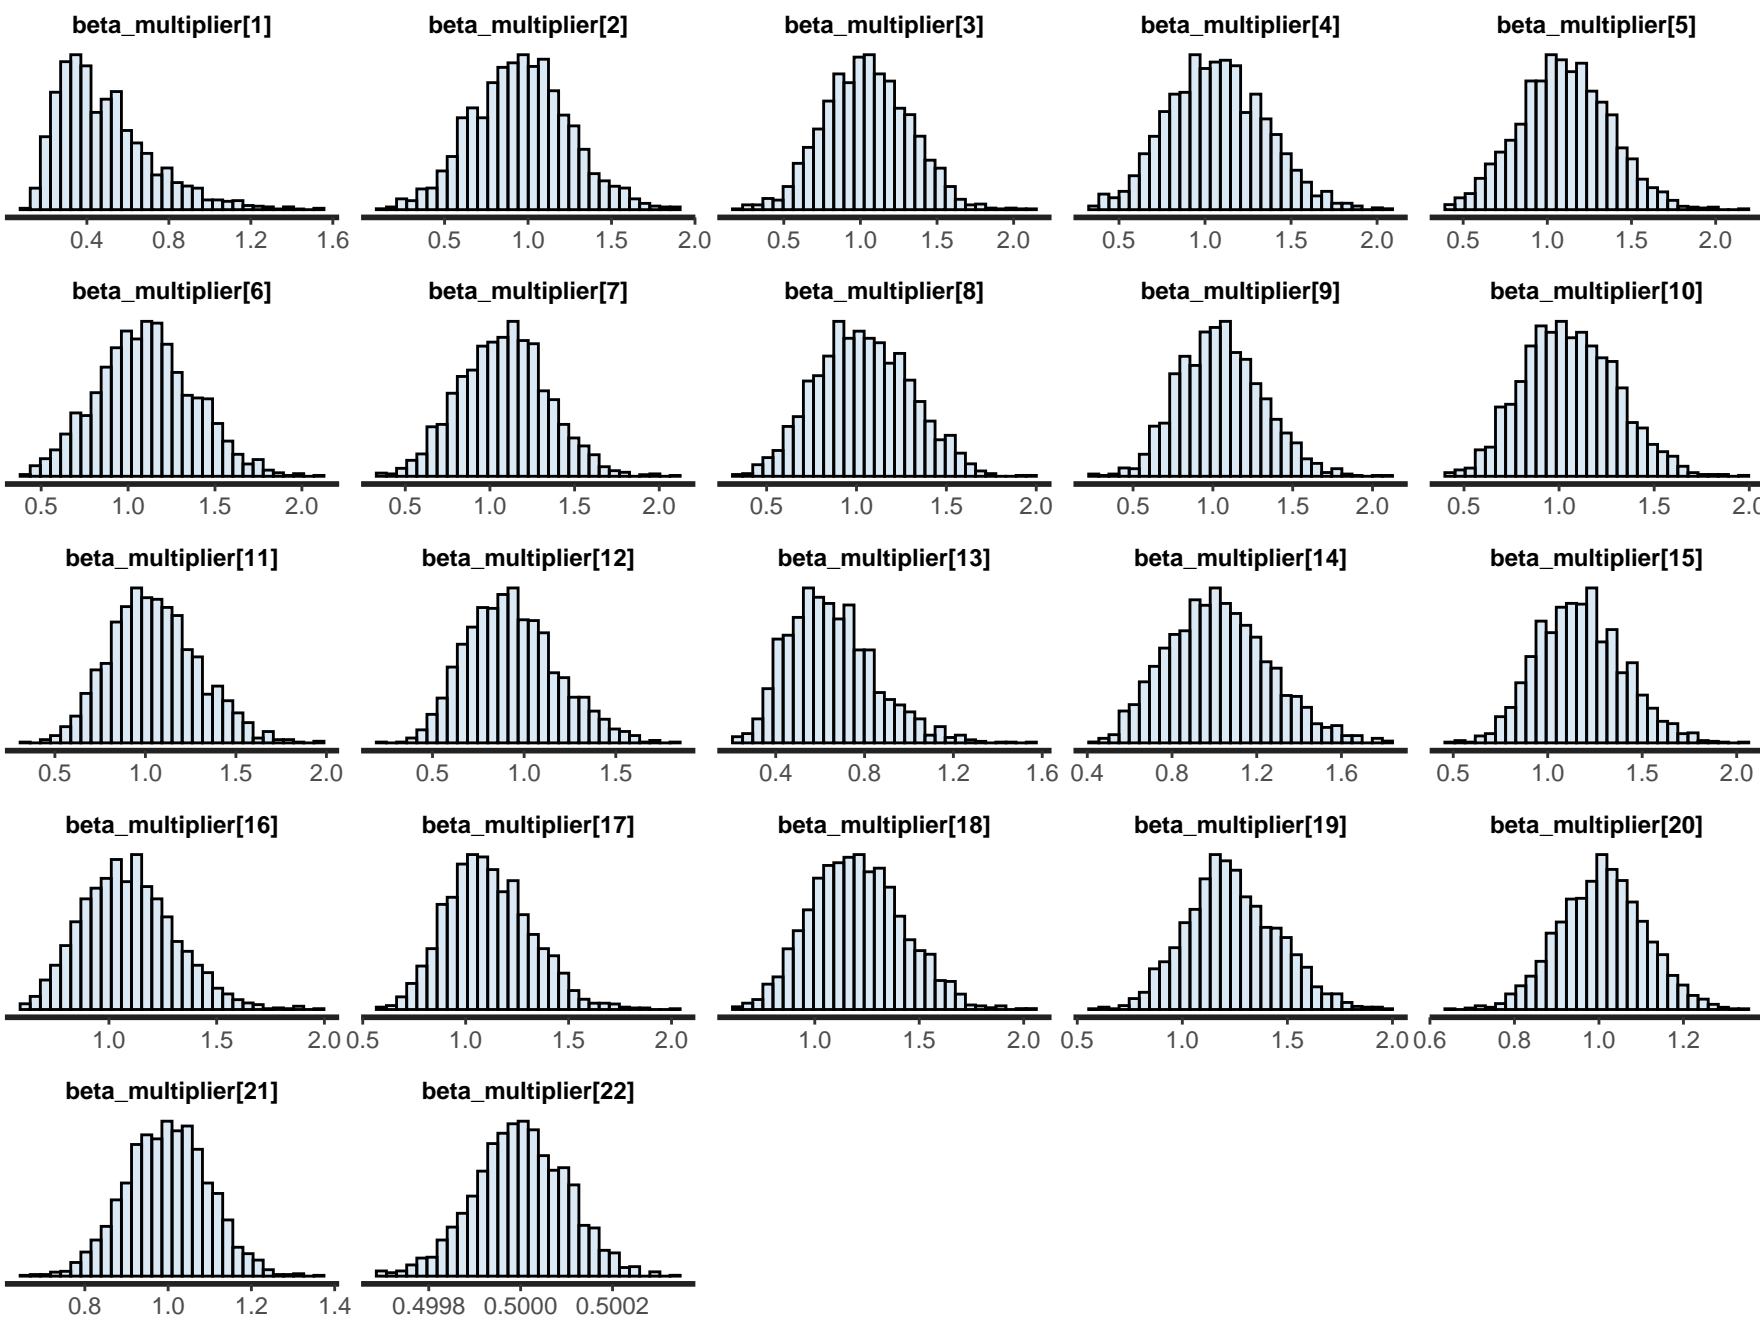 beta_multiplier[1] beta_multiplier[2] beta_multiplier[3] beta_multiplier[4] beta_multiplier[5]
0.4 0.8 1.2 1.6 0.5 1.0 1.5 2.0 0.5 1.0 1.5 2.0 0.5 1.0 1.5 2.0 0.5 1.0 1.5 2.0
beta_multiplier[6] beta_multiplier[7] beta_multiplier[8] beta_multiplier[9] beta_multiplier[10]
0.5 1.0 1.5 2.0 0.5 1.0 1.5 2.0 0.5 1.0 1.5 2.0 0.5 1.0 1.5 2.0 0.5 1.0 1.5 2.0
beta_multiplier[11] beta_multiplier[12] beta_multiplier[13] beta_multiplier[14] beta_multiplier[15]
0.5 1.0 1.5 2.0 0.5 1.0 1.5 0.4 0.8 1.2 1.6 0.4 0.8 1.2 1.6 0.5 1.0 1.5 2.0
beta_multiplier[16] beta_multiplier[17] beta_multiplier[18] beta_multiplier[19] beta_multiplier[20]
1.0 1.5 2.0 0.5 1.0 1.5 2.0 1.0 1.5 2.0 0.5 1.0 1.5 2.0 0.6 0.8 1.0 1.2
beta_multiplier[21] beta_multiplier[22]
0.8 1.0 1.2 1.4 0.4998 0.5000 0.5002